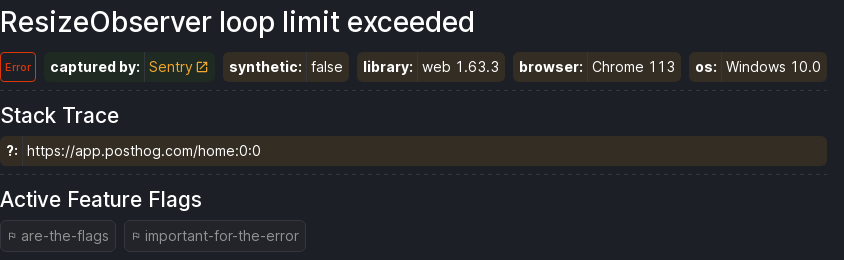 ResizeObserver loop limit exceeded
Error captured by: Sentry synthetic: false library: web 1.63.3 browser: Chrome 113 os: Windows 10.0
Stack Trace
?: https://app.posthog.com/home:0:0
Active Feature Flags
are-the-flags important-for-the-error